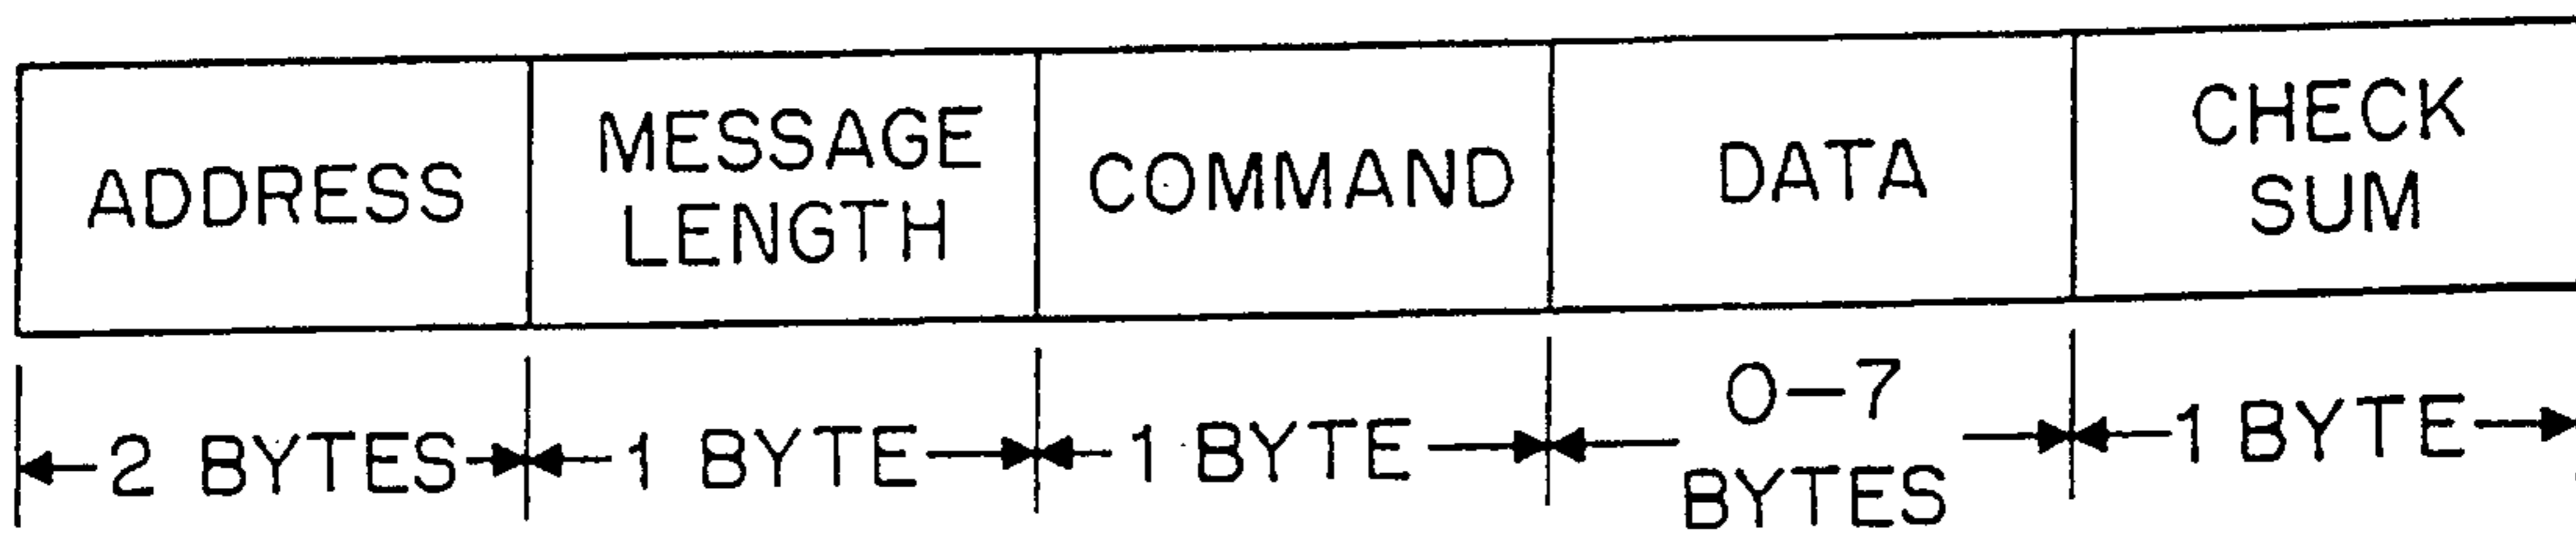 ADDRESS
MESSAGE
LENGTH
COMMAND
DATA
CHECK
SUM
2 BYTES
1 BYTE
1 BYTE
0-7
BYTES
1 BYTE